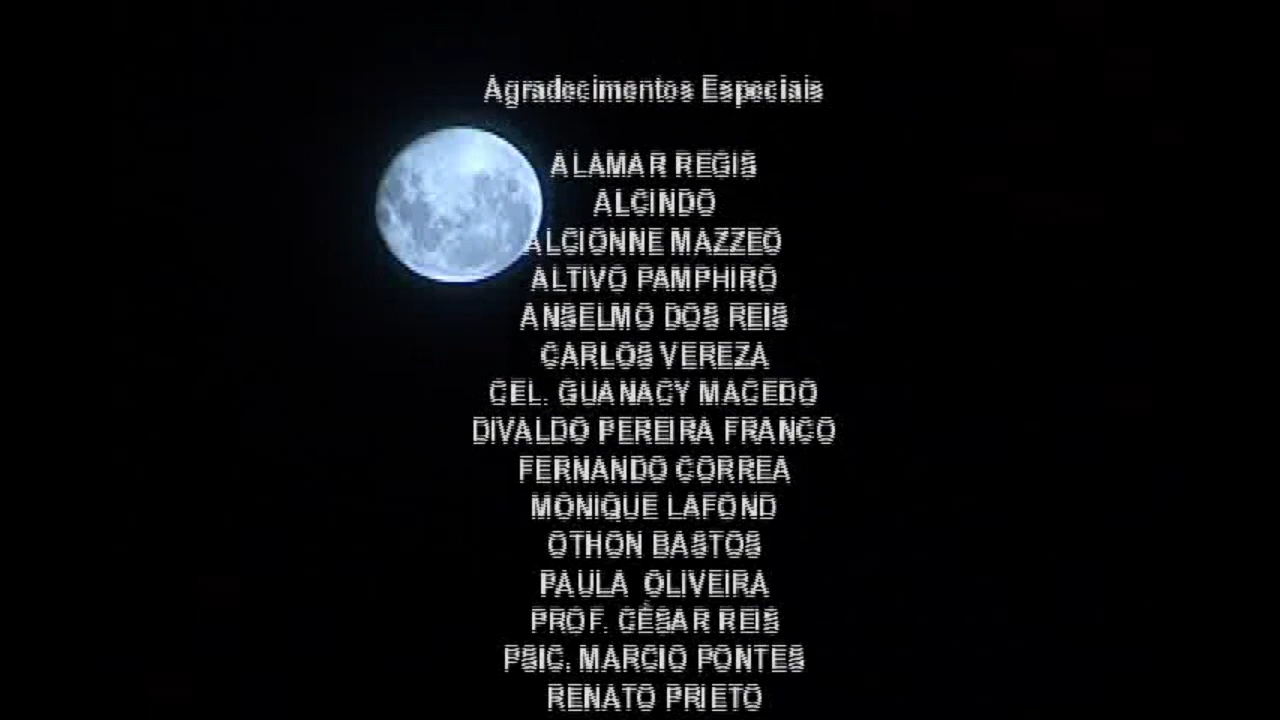 Agradecimentos Especiais
ALAMAR REGIS
ALCINDO
ALCIONNE MAZZEO
ALTIVO PAMPHIRO
ANSELMO DOS REIS
CARLOS VEREZA
CEL. GUANACY MACEDO
DIVALDO PEREIRA FRANCO
FERNANDO CORREA
MONIQUE LAFOND
OTHON BASTOS
PAULA OLIVEIRA
PROF. CÉSAR REIS
PSIC. MARCIO PONTES
RENATO PRIETO